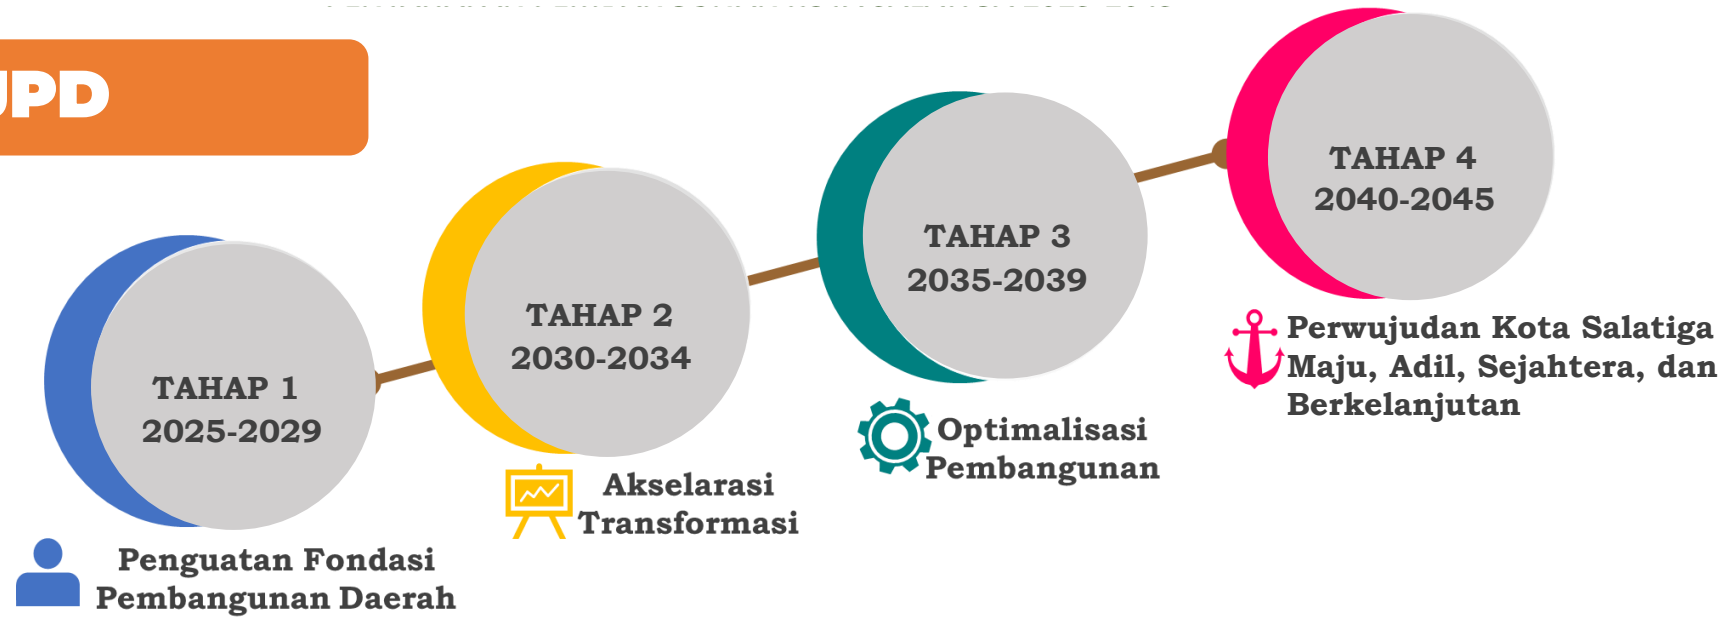 JPD
TAHAP 1
2025-2029
Penguatan Fondasi
Pembangunan Daerah
TAHAP 2
2030-2034
Akselarasi
Transformasi
TAHAP 3
2035-2039
Optimalisasi
Pembangunan
TAHAP 4
2040-2045
Perwujudan Kota Salatiga
Maju, Adil, Sejahtera, dan
Berkelanjutan